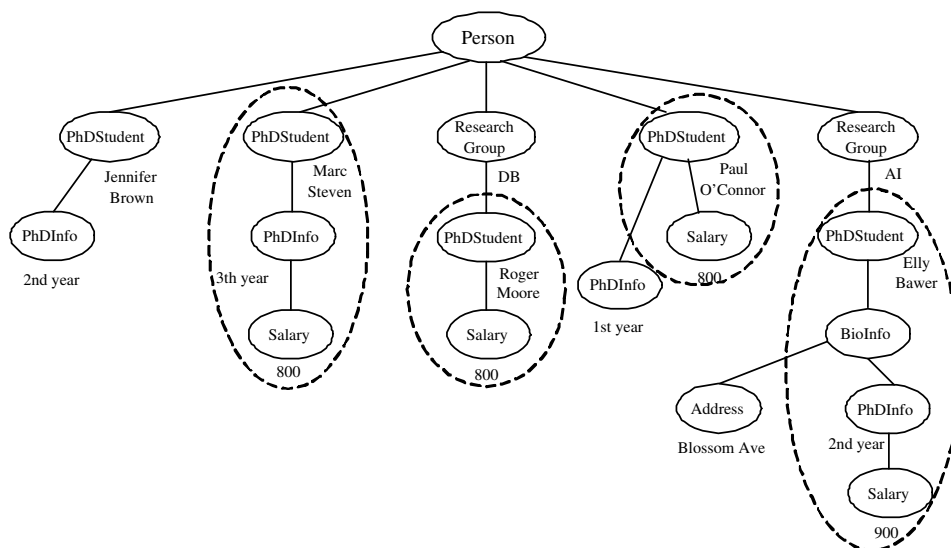 Person
PhDStudent
PhDStudent
Research
Group
PhDStudent
Research
Group
Jennifer
Brown
Marc
Steven
DB
Paul
O'Connor
AI
PhDInfo
PhDInfo
PhDStudent
Salary
PhDStudent
2nd year
3th year
Roger
Moore
800
PhDInfo
Elly
Bawer
1st year
Salary
Salary
BioInfo
800
800
Address
PhDInfo
Blossom Ave
2nd year
Salary
900